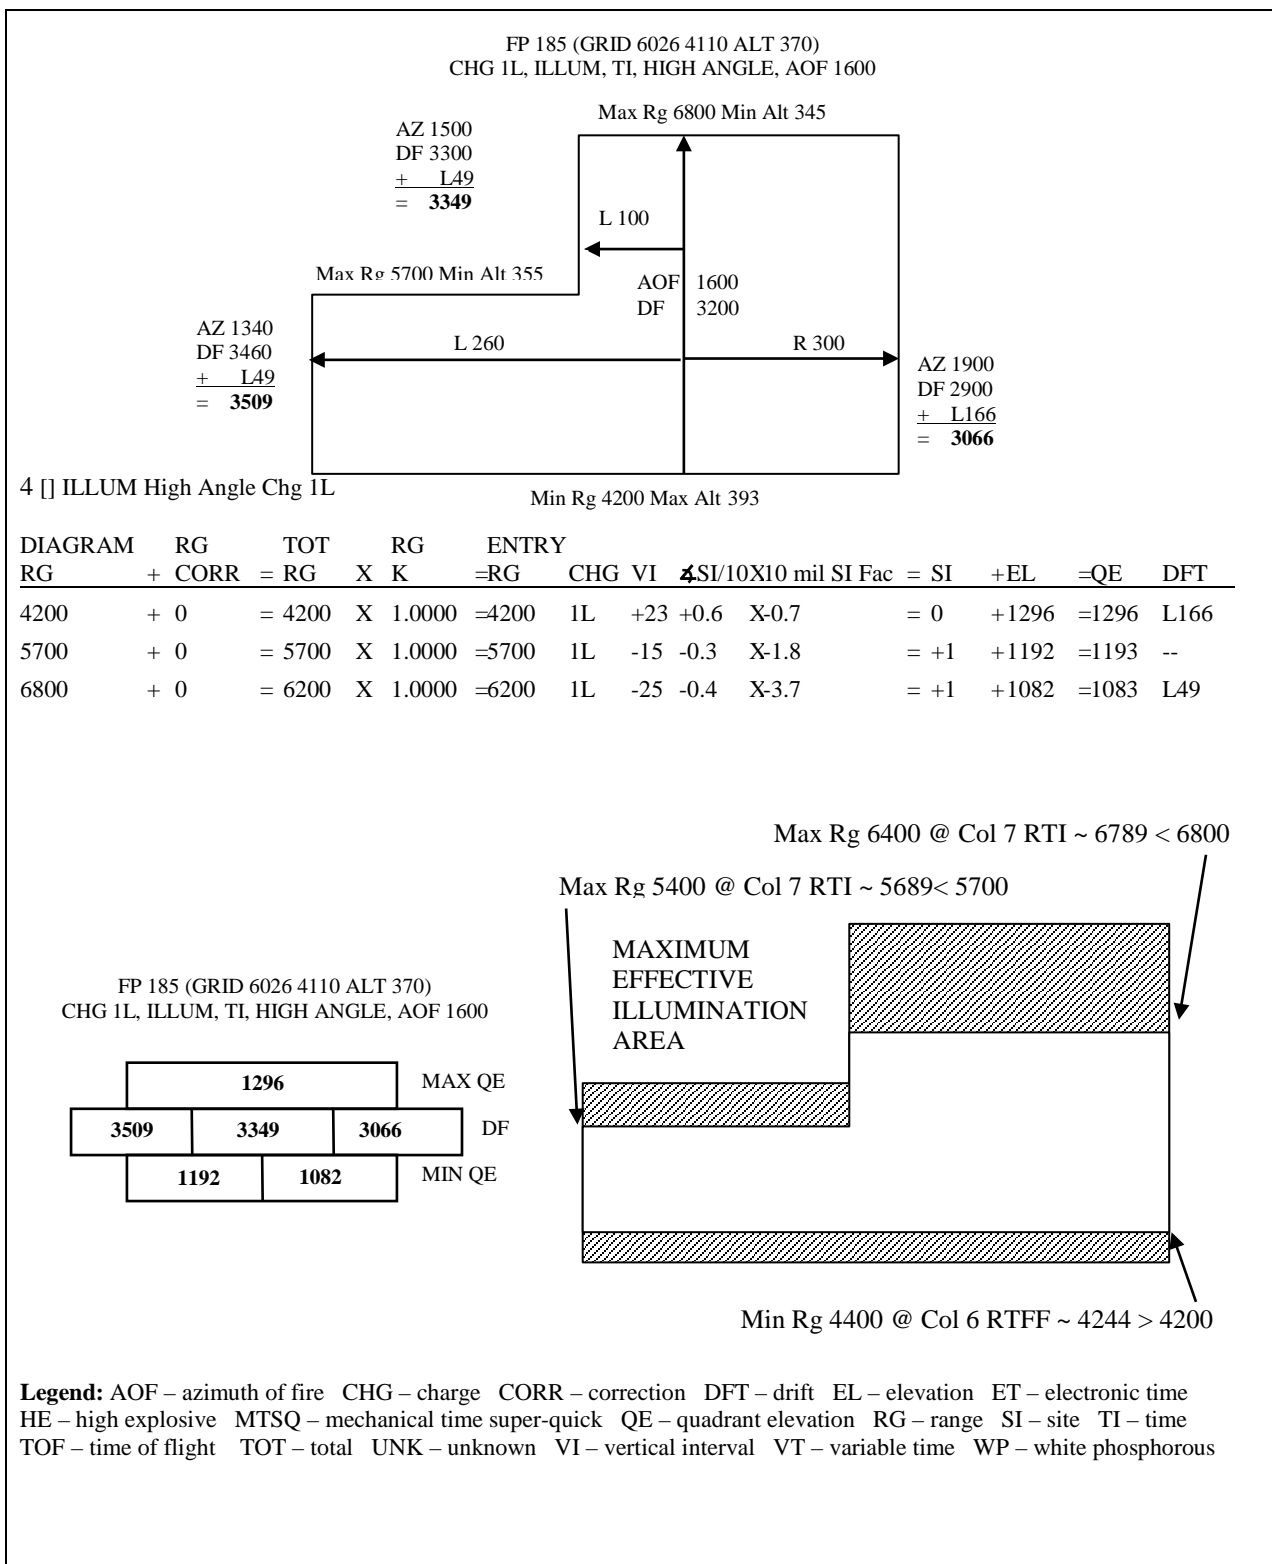 FP 185 (GRID 6026 4110 ALT 370)
CHG 1L, ILLUM, TI, HIGH ANGLE, AOF 1600
Max Rg 6800 Min Alt 345
AZ 1500
DF 3300
+ L49
= 3349
L 100
Max Rg 5700 Min Alt 355
AOF 1600
DF 3200
AZ 1340
DF 3460
+ L49
= 3509
L 260
R 300
AZ 1900
DF 2900
+ L166
= 3066
4 [] ILLUM High Angle Chg 1L
Min Rg 4200 Max Alt 393
DIAGRAM RG TOT RG ENTRY
RG + CORR = RG X K =RG CHG VI ∡SI/10X10 mil SI Fac = SI +EL =QE DFT
4200 + 0 = 4200 X 1.0000 =4200 1L +23 +0.6 X-0.7 = 0 +1296 =1296 L166
5700 + 0 = 5700 X 1.0000 =5700 1L -15 -0.3 X-1.8 = +1 +1192 =1193 --
6800 + 0 = 6200 X 1.0000 =6200 1L -25 -0.4 X-3.7 = +1 +1082 =1083 L49
Max Rg 6400 @ Col 7 RTI ~ 6789 < 6800
Max Rg 5400 @ Col 7 RTI ~ 5689< 5700
MAXIMUM
EFFECTIVE
ILLUMINATION
AREA
FP 185 (GRID 6026 4110 ALT 370)
CHG 1L, ILLUM, TI, HIGH ANGLE, AOF 1600
1296 MAX QE
3509 3349 3066 DF
1192 1082 MIN QE
Min Rg 4400 @ Col 6 RTFF ~ 4244 > 4200
Legend: AOF – azimuth of fire CHG – charge CORR – correction DFT – drift EL – elevation ET – electronic time
HE – high explosive MTSQ – mechanical time super-quick QE – quadrant elevation RG – range SI – site TI – time
TOF – time of flight TOT – total UNK – unknown VI – vertical interval VT – variable time WP – white phosphorous